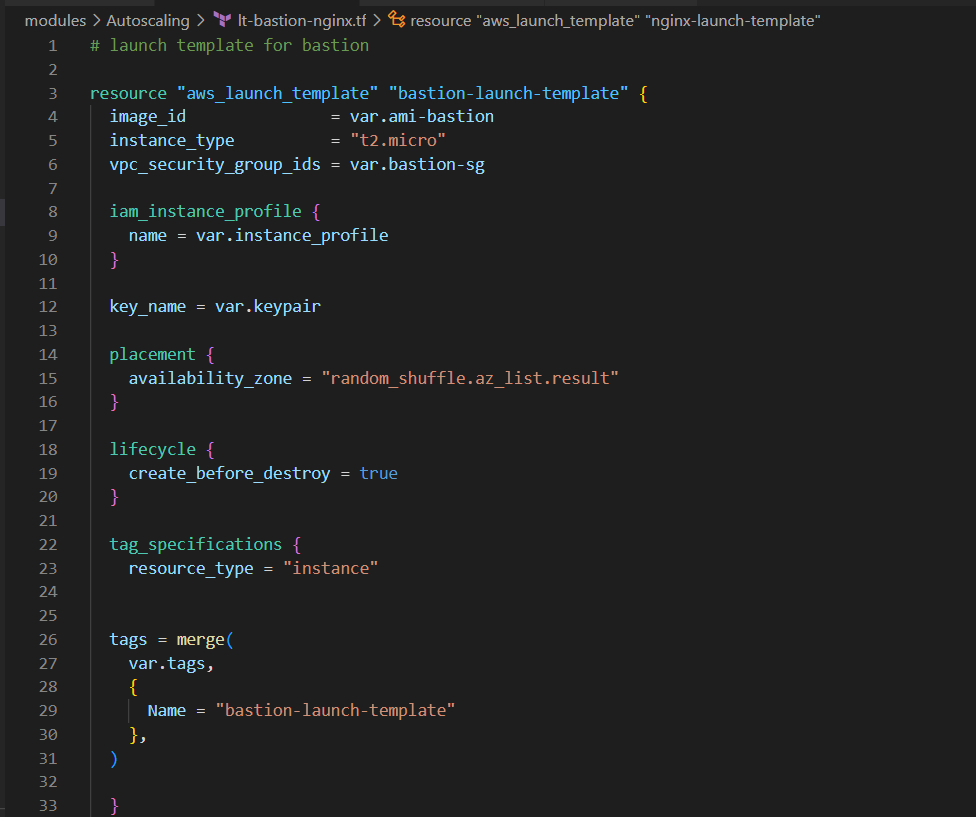 modules > Autoscaling > lt-bastion-nginx.tf > resource "aws_launch_template" "nginx-launch-template"
1 # launch template for bastion
2
3 resource "aws_launch_template" "bastion-launch-template" {
4 image_id = var.ami-bastion
5 instance_type = "t2.micro"
6 vpc_security_group_ids = var.bastion-sg
7
8 iam_instance_profile {
9 name = var.instance_profile
10 }
11
12 key_name = var.keypair
13
14 placement {
15 availability_zone = "random_shuffle.az_list.result"
16 }
17
18 lifecycle {
19 create_before_destroy = true
20 }
21
22 tag_specifications {
23 resource_type = "instance"
24
25
26 tags = merge(
27 var.tags,
28 {
29 Name = "bastion-launch-template"
30 },
31 )
32
33 }